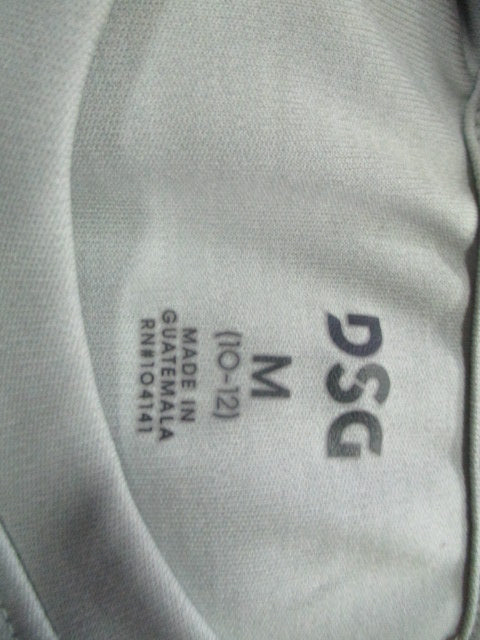 DSG
M
(10-12)
MADE IN
GUATEMALA
RN#104141